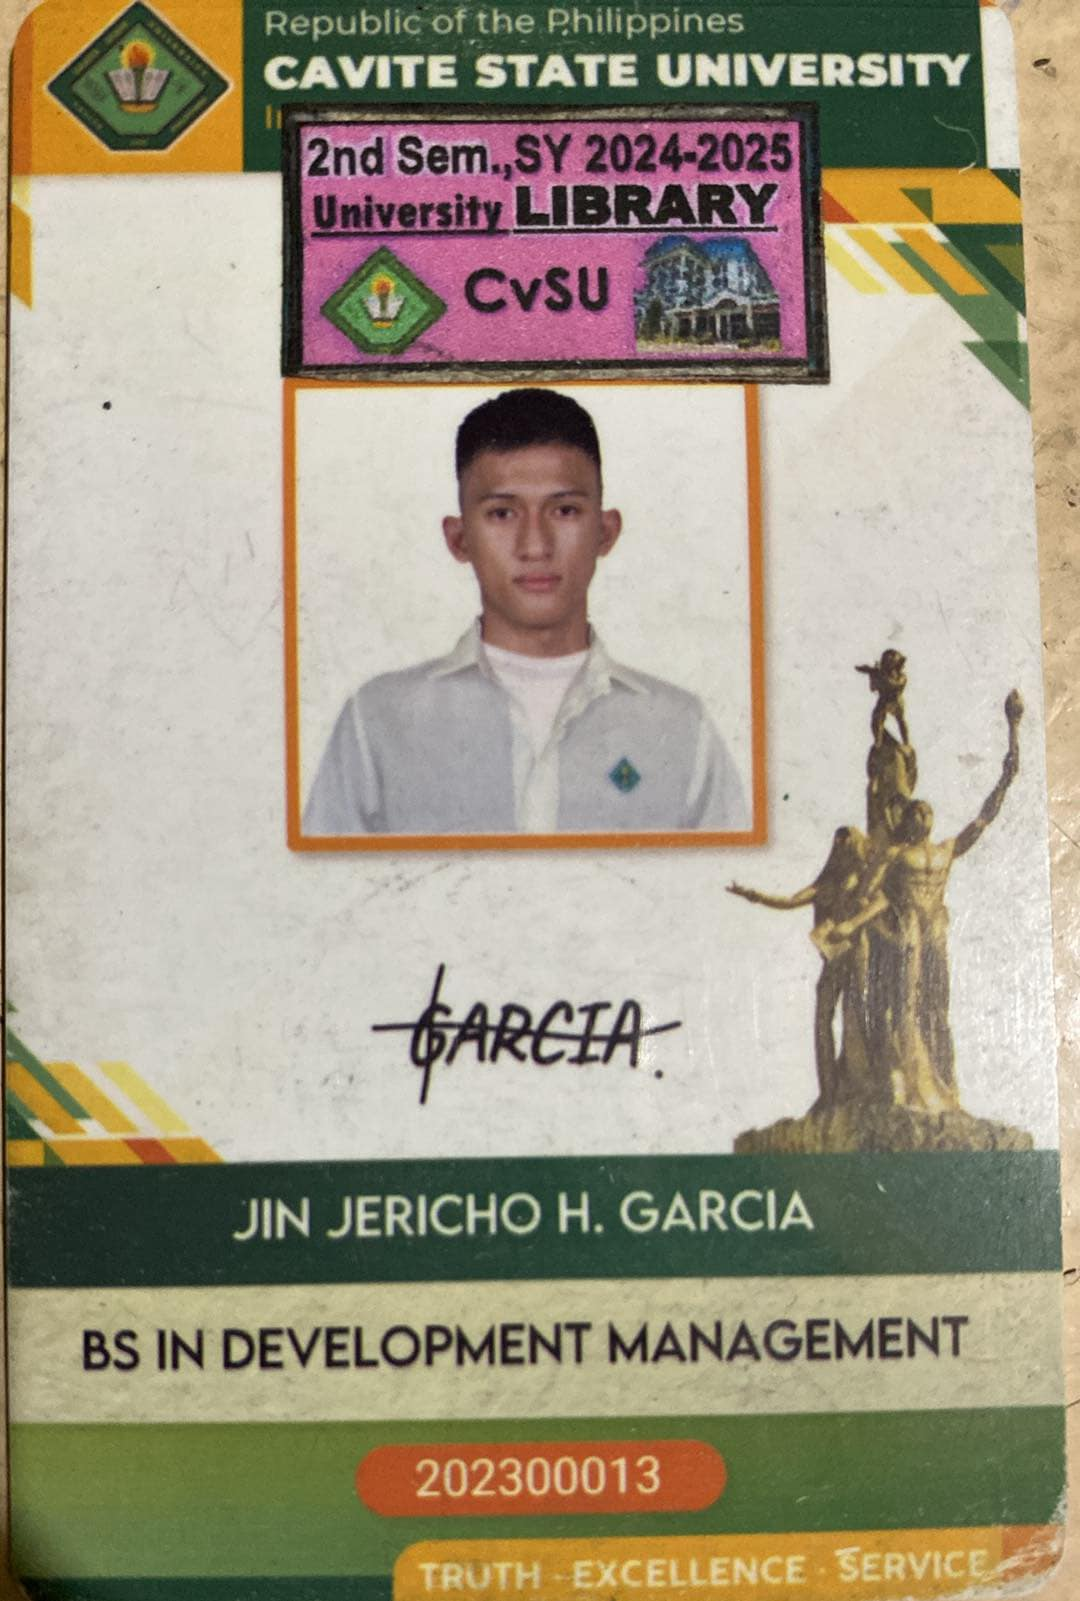 Republic of the Philippines
CAVITE STATE UNIVERSITY
2nd Sem.,SY 2024-2025
University LIBRARY
CvSU
GARCIA.
JIN JERICHO H. GARCIA
BS IN DEVELOPMENT MANAGEMENT
202300013
TRUTH · EXCELLENCE · SERVICE